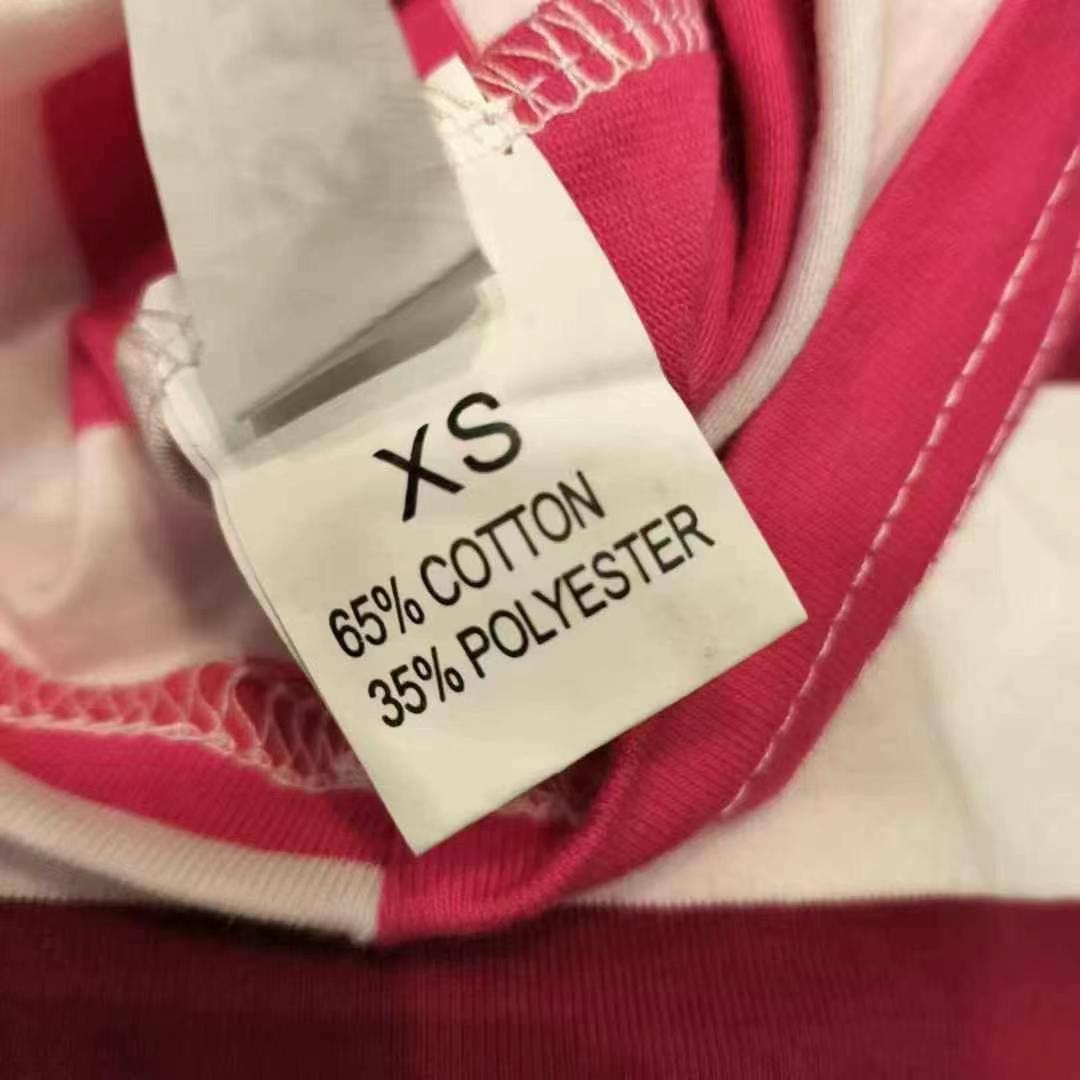 XS
65% COTTON
35% POLYESTER